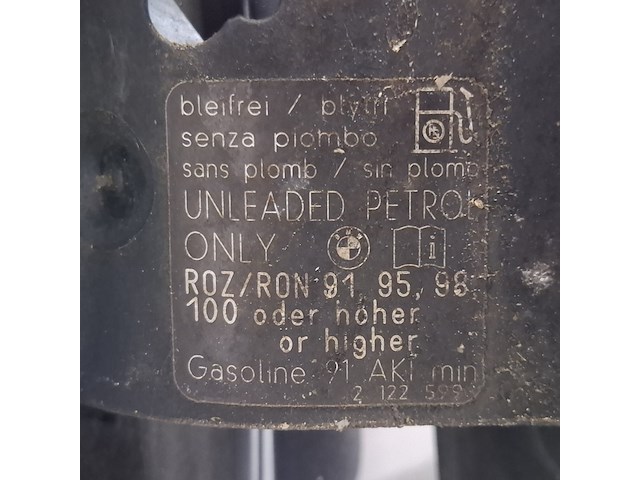 bleifrei / blyfri
senza piombo
sans plomb / sin plomo
UNLEADED PETROL
ONLY
ROZ/RON 91, 95, 98,
100 oder höher
or higher
Gasoline 91 AKI min
2 122 599